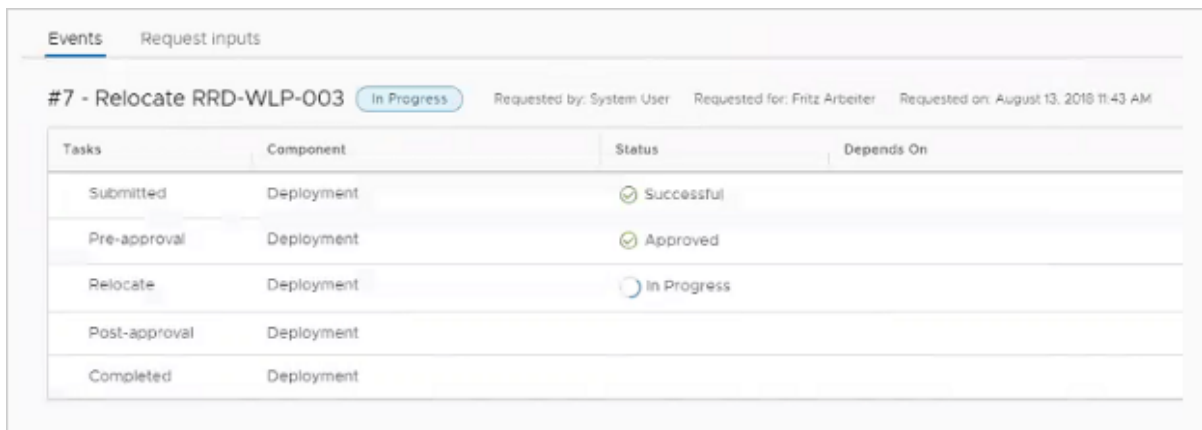 Events Request inputs
#7 - Relocate RRD-WLP-003 In Progress Requested by: System User Requested for: Fritz Arbeiter Requested on: August 13, 2018 11:43 AM
Tasks Component Status Depends On
Submitted Deployment Successful
Pre-approval Deployment Approved
Relocate Deployment In Progress
Post-approval Deployment
Completed Deployment